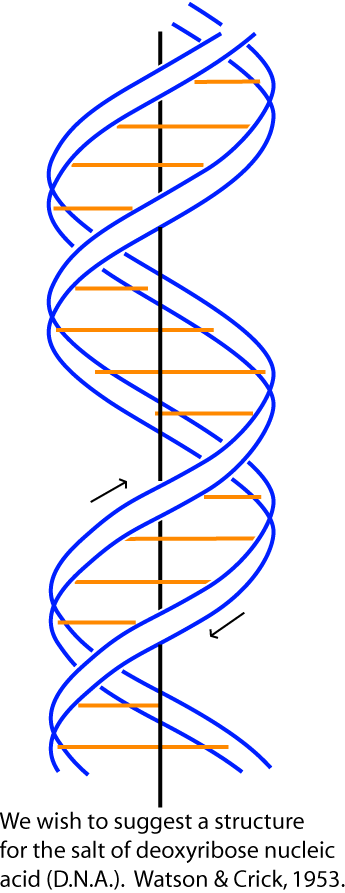 We wish to suggest a structure
for the salt of deoxyribose nucleic
acid (D.N.A.).  Watson & Crick, 1953.